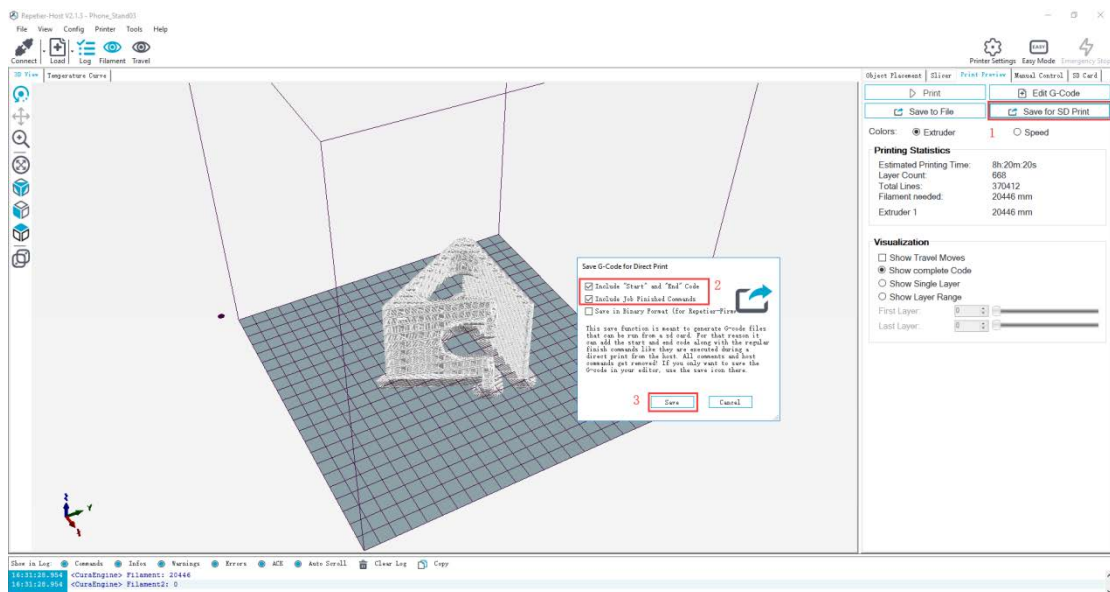 Repetier-Host V2.1.3 - Phone_Stand03
File View Config Printer Tools Help
Connect Load Log Filament Travel
Printer Settings Easy Mode Emergency Stop
EASY
3D View Temperature Curve
Object Placement Slicer Print Preview Manual Control SD Card
Print Edit G-Code
Save to File Save for SD Print
Colors: Extruder 1 Speed
Printing Statistics
Estimated Printing Time: 8h:20m:20s
Layer Count: 668
Total Lines: 370412
Filament needed: 20446 mm
Extruder 1 20446 mm
Visualization
Show Travel Moves
Show complete Code
Show Single Layer
Show Layer Range
First Layer: 0
Last Layer: 0
Save G-Code for Direct Print
Include "Start" and "End" Code 2
Include Job Finished Commands
Save in Binary Format (for Repetier-Firm
This save function is meant to generate G-code files
that can be run from a sd card. For that reason it
can add the start and end code along with the regular
finish commands like they are executed during a
direct print from the host. All comments and host
commands get removed! If you only want to save the
G-code in your editor, use the save icon there.
3 Save Cancel
Y
Show in Log: Commands Infos Warnings Errors ACK Auto Scroll Clear Log Copy
16:31:28.954 <CuraEngine> Filament: 20446
16:31:28.954 <CuraEngine> Filament2: 0